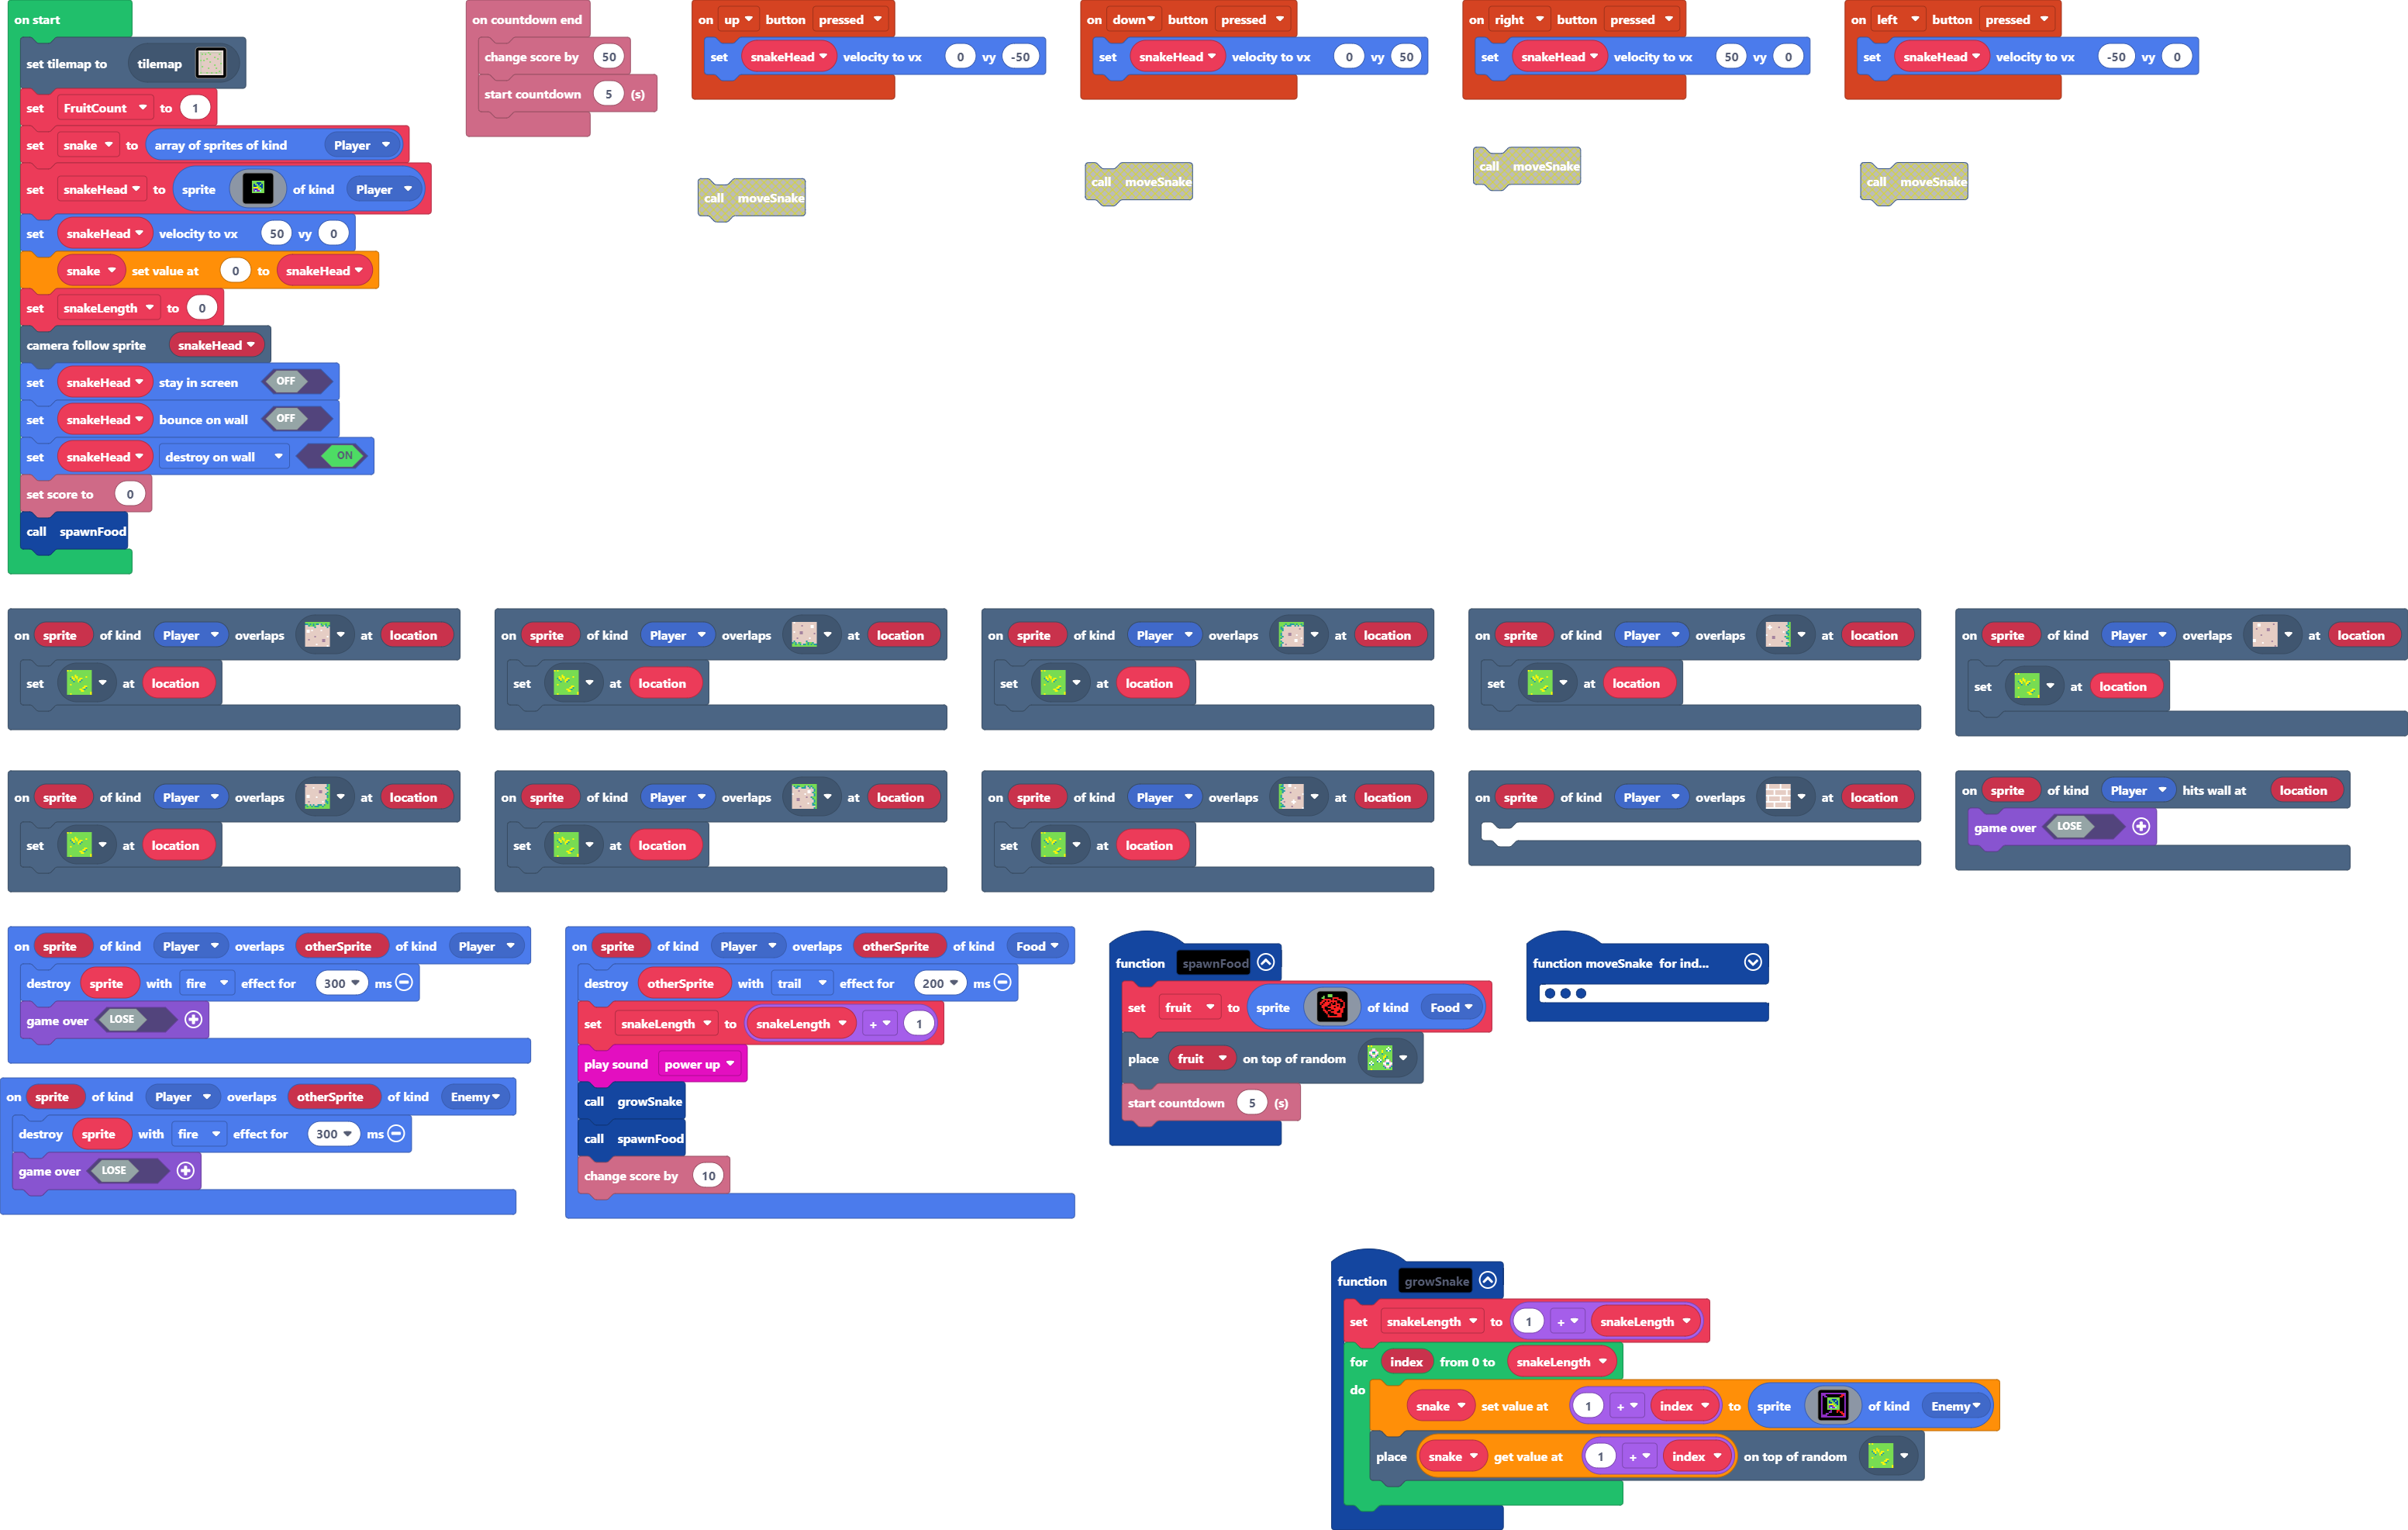 on start
set tilemap to tilemap
set FruitCount to 1
set snake to array of sprites of kind Player
set snakeHead to sprite of kind Player
set snakeHead velocity to vx 50 vy 0
snake set value at 0 to snakeHead
set snakeLength to 0
camera follow sprite snakeHead
set snakeHead stay in screen OFF
set snakeHead bounce on wall OFF
set snakeHead destroy on wall ON
set score to 0
call spawnFood
on countdown end
change score by 50
start countdown 5 (s)
on up button pressed
set snakeHead velocity to vx 0 vy -50
call moveSnake
on down button pressed
set snakeHead velocity to vx 0 vy 50
call moveSnake
on right button pressed
set snakeHead velocity to vx 50 vy 0
call moveSnake
on left button pressed
set snakeHead velocity to vx -50 vy 0
call moveSnake
on sprite of kind Player overlaps at location
set at location
on sprite of kind Player overlaps at location
set at location
on sprite of kind Player overlaps at location
set at location
on sprite of kind Player overlaps at location
set at location
on sprite of kind Player overlaps at location
set at location
on sprite of kind Player overlaps at location
set at location
on sprite of kind Player overlaps at location
set at location
on sprite of kind Player overlaps at location
set at location
on sprite of kind Player overlaps at location
on sprite of kind Player hits wall at location
game over LOSE
on sprite of kind Player overlaps otherSprite of kind Player
destroy sprite with fire effect for 300 ms
game over LOSE
on sprite of kind Player overlaps otherSprite of kind Enemy
destroy sprite with fire effect for 300 ms
game over LOSE
on sprite of kind Player overlaps otherSprite of kind Food
destroy otherSprite with trail effect for 200 ms
set snakeLength to snakeLength + 1
play sound power up
call growSnake
call spawnFood
change score by 10
function spawnFood
set fruit to sprite of kind Food
place fruit on top of random
start countdown 5 (s)
function moveSnake for ind...
function growSnake
set snakeLength to 1 + snakeLength
for index from 0 to snakeLength
do
snake set value at 1 + index to sprite of kind Enemy
place snake get value at 1 + index on top of random